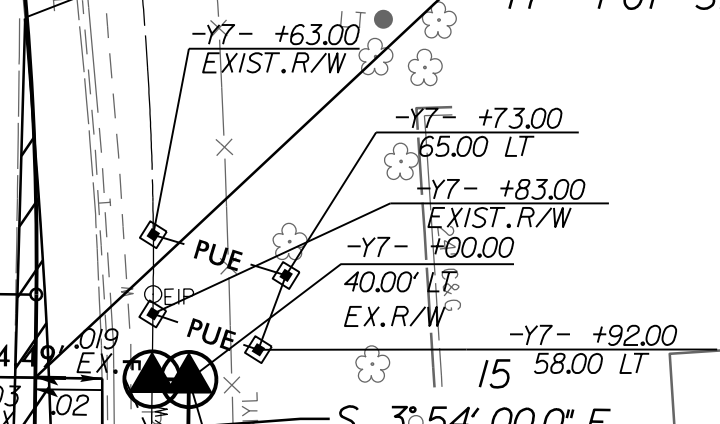 -Y7- +63.00
EXIST.R/W
LT
-Y7- +73.00
65.00 LT
-Y7- +83.00
EXIST.R/W
PUE
-Y7- +00.00
40.00' LT
EX.R/W
EIP
PUE
-Y7- +92.00
58.00 LT
.019
EX.
15
.02
S 3°54'00.0" E